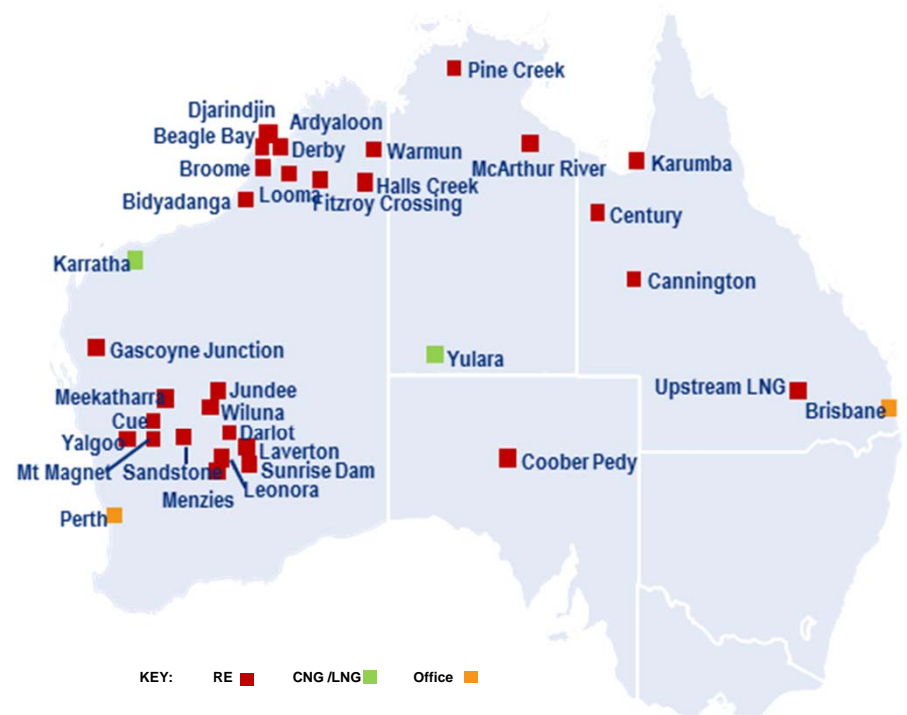 Pine Creek
Djarindjin
Ardyaloon
Beagle Bay
Derby
Warmun
McArthur River
Karumba
Broome
Looma
Halls Creek
Fitzroy Crossing
Bidyadanga
Century
Karratha
Cannington
Gascoyne Junction
Yulara
Upstream LNG
Brisbane
Meekatharra
Jundee
Wiluna
Cue
Darlot
Yalgoo
Laverton
Mt Magnet
Sandstone
Sunrise Dam
Leonora
Menzies
Coober Pedy
Perth
KEY: RE CNG /LNG Office